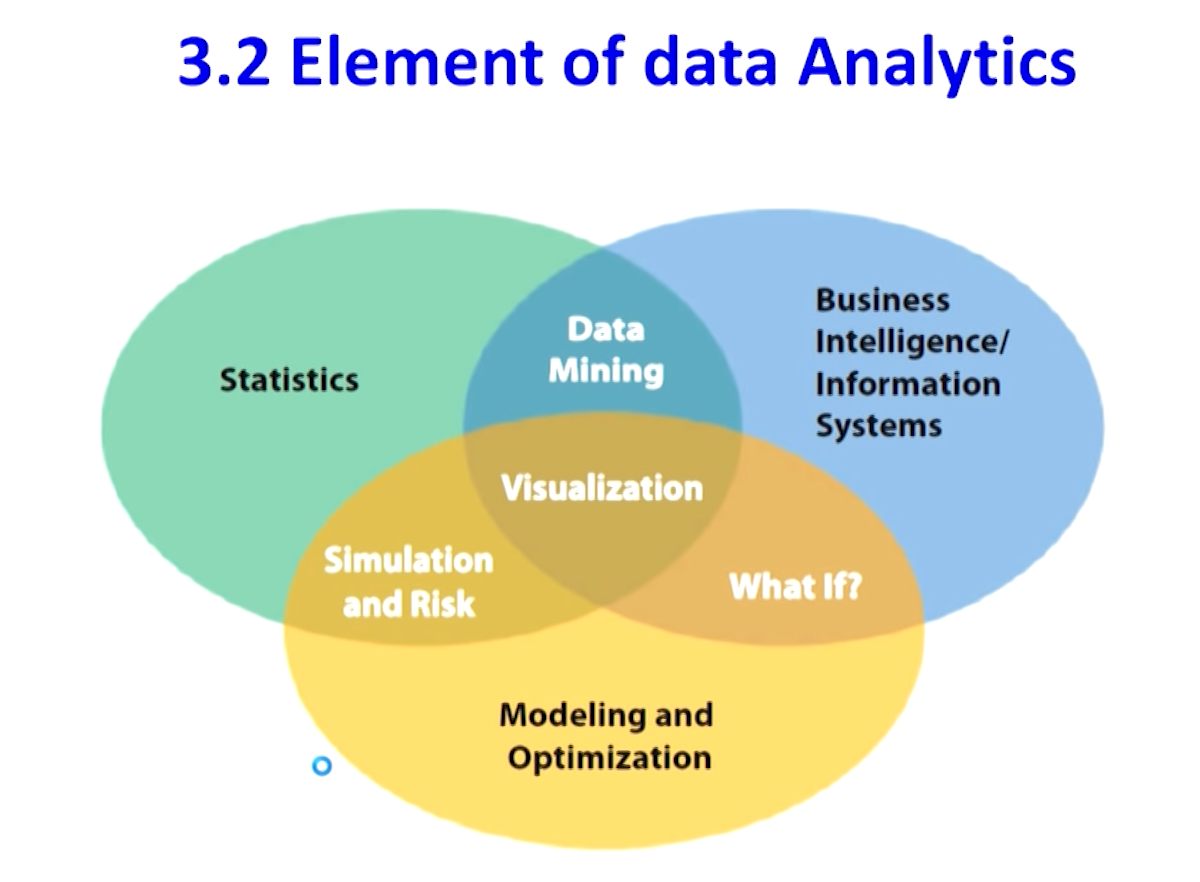 3.2 Element of data Analytics
Data
Mining
Business
Intelligence/
Information
Systems
Statistics
Visualization
Simulation
and Risk
What If?
Modeling and
Optimization